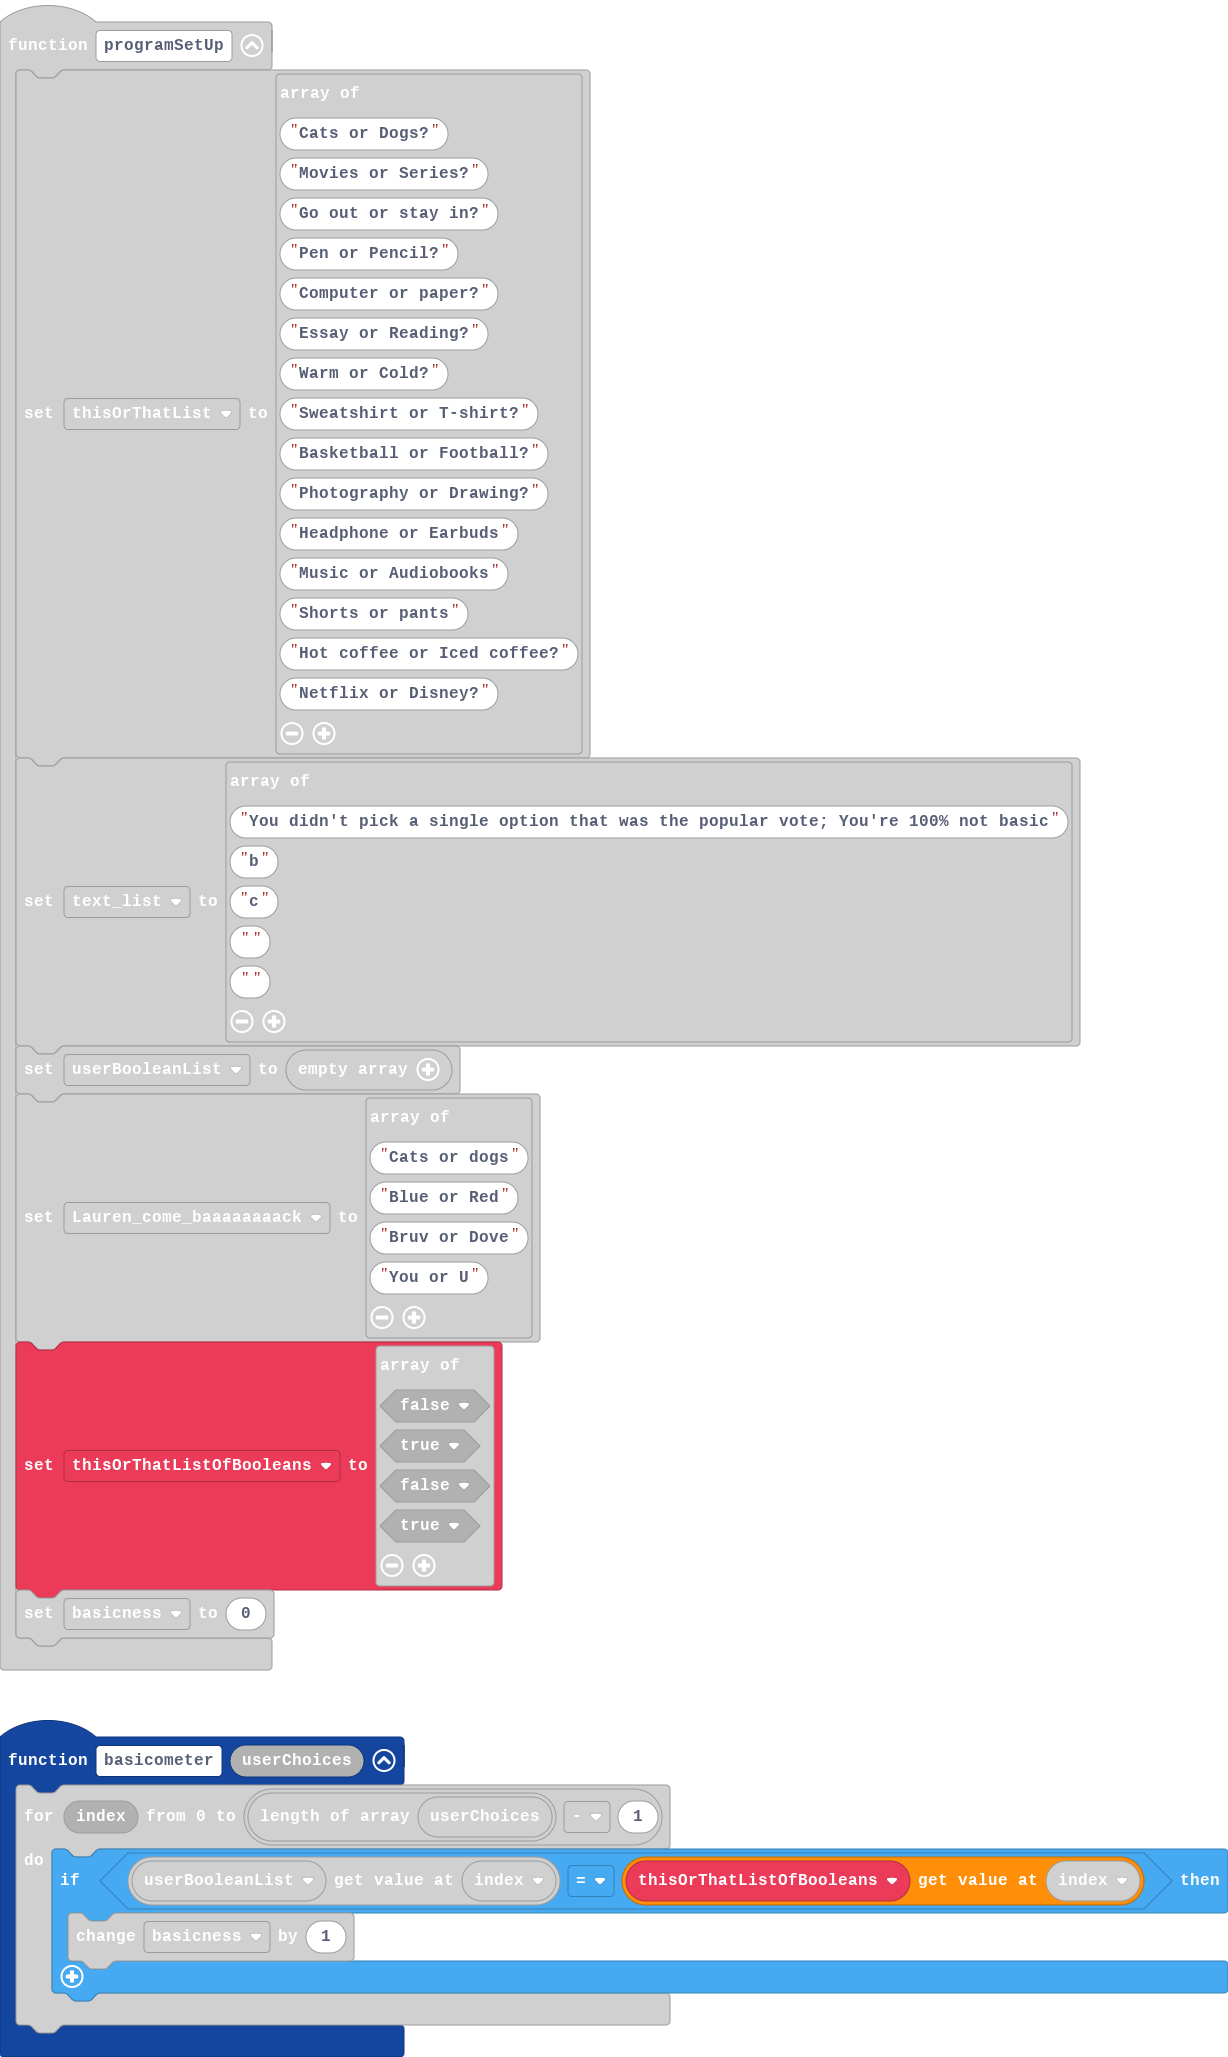 function programSetUp
array of
"Cats or Dogs?"
"Movies or Series?"
"Go out or stay in?"
"Pen or Pencil?"
"Computer or paper?"
"Essay or Reading?"
"Warm or Cold?"
set thisOrThatList to
"Sweatshirt or T-shirt?"
"Basketball or Football?"
"Photography or Drawing?"
"Headphone or Earbuds"
"Music or Audiobooks"
"Shorts or pants"
"Hot coffee or Iced coffee?"
"Netflix or Disney?"
array of
"You didn't pick a single option that was the popular vote; You're 100% not basic"
"b"
set text_list to "c"
" "
" "
set userBooleanList to empty array
array of
"Cats or dogs"
"Blue or Red"
set Lauren_come_baaaaaaaack to
"Bruv or Dove"
"You or U"
array of
false
true
set thisOrThatListOfBooleans to
false
true
set basicness to 0
function basicometer userChoices
for index from 0 to length of array userChoices - 1
do
if userBooleanList get value at index = thisOrThatListOfBooleans get value at index then
change basicness by 1